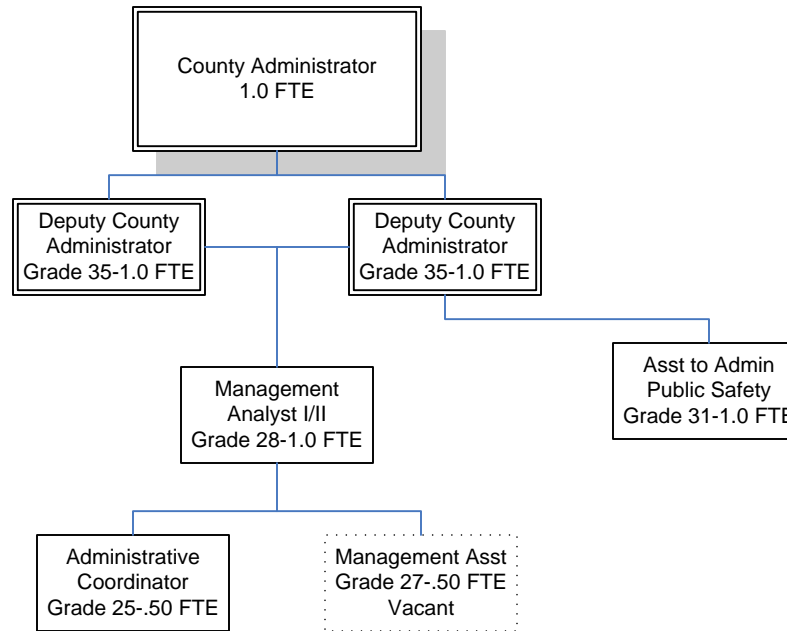 County Administrator
1.0 FTE
Deputy County
Administrator
Grade 35-1.0 FTE
Deputy County
Administrator
Grade 35-1.0 FTE
Asst to Admin
Public Safety
Grade 31-1.0 FTE
Management
Analyst I/II
Grade 28-1.0 FTE
Administrative
Coordinator
Grade 25-.50 FTE
Management Asst
Grade 27-.50 FTE
Vacant